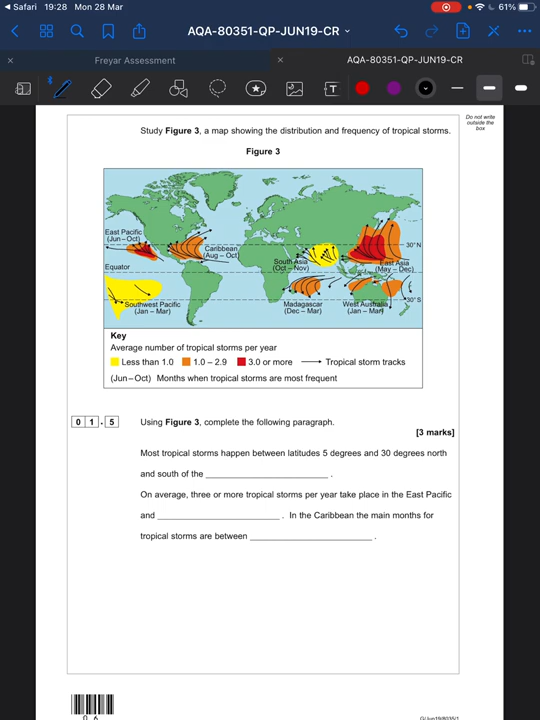 Safari 19:28 Mon 28 Mar 61%
AQA-80351-QP-JUN19-CR
Freyar Assessment
AQA-80351-QP-JUN19-CR
Do not write
outside the
box
Study Figure 3, a map showing the distribution and frequency of tropical storms.
Figure 3
East Pacific
(Jun–Oct)
Caribbean
(Aug – Oct)
30° N
South Asia
(Oct – Nov)
East Asia
(May – Dec)
Equator
Southwest Pacific
(Jan – Mar)
Madagascar
(Dec – Mar)
West Australia
(Jan – Mar)
30° S
Key
Average number of tropical storms per year
Less than 1.0 1.0 – 2.9 3.0 or more Tropical storm tracks
(Jun–Oct) Months when tropical storms are most frequent
0 1 . 5 Using Figure 3, complete the following paragraph.
[3 marks]
Most tropical storms happen between latitudes 5 degrees and 30 degrees north
and south of the ____________________ .
On average, three or more tropical storms per year take place in the East Pacific
and ____________________ . In the Caribbean the main months for
tropical storms are between ____________________ .
0 6
G/Jun19/8035/1